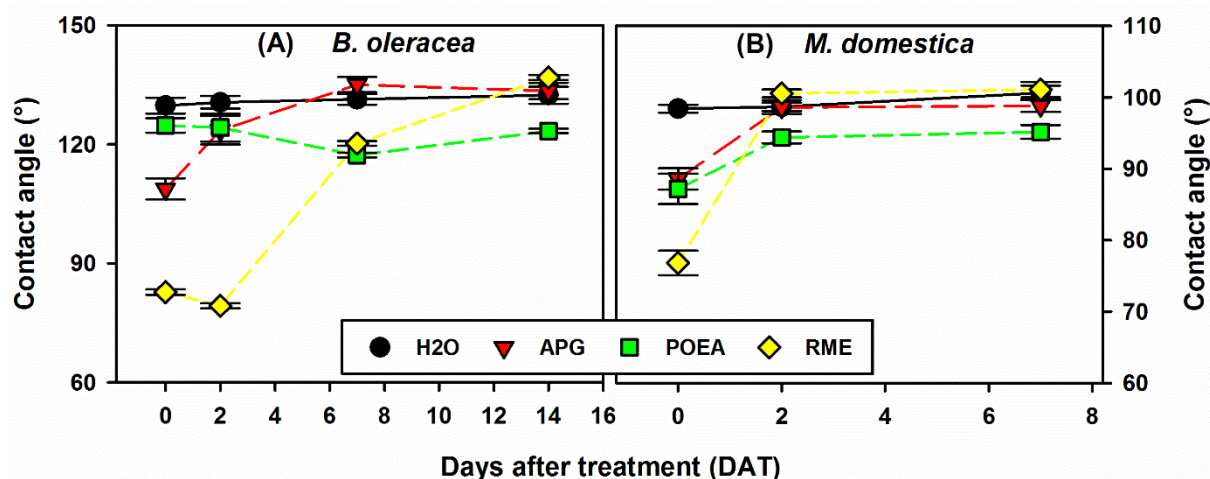 150
120
90
60
Contact angle (°)
(A) B. oleracea
(B) M. domestica
110
100
90
80
70
60
Contact angle (°)
H2O APG POEA RME
0 2 4 6 8 10 12 14 16
0 2 4 6 8
Days after treatment (DAT)